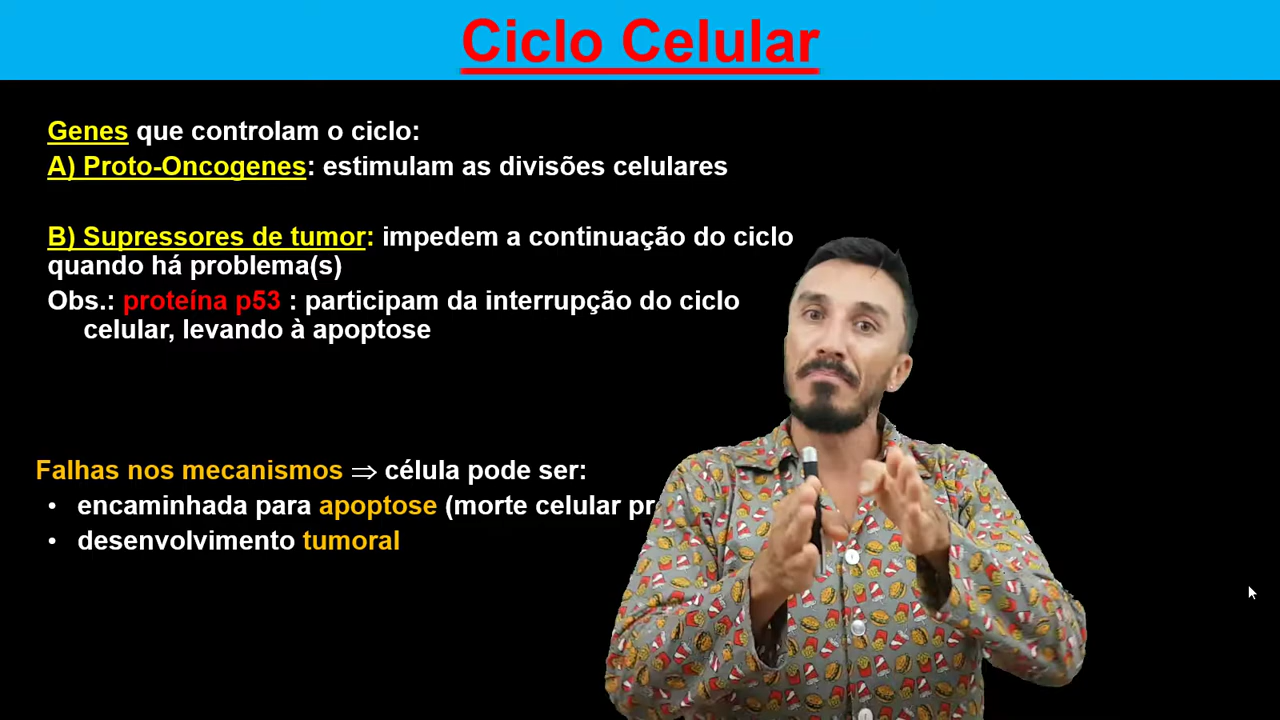 Ciclo Celular
Genes que controlam o ciclo:
A) Proto-Oncogenes: estimulam as divisões celulares
B) Supressores de tumor: impedem a continuação do ciclo
quando há problema(s)
Obs.: proteína p53 : participam da interrupção do ciclo
celular, levando à apoptose
Falhas nos mecanismos ⇒ célula pode ser:
• encaminhada para apoptose (morte celular
• desenvolvimento tumoral